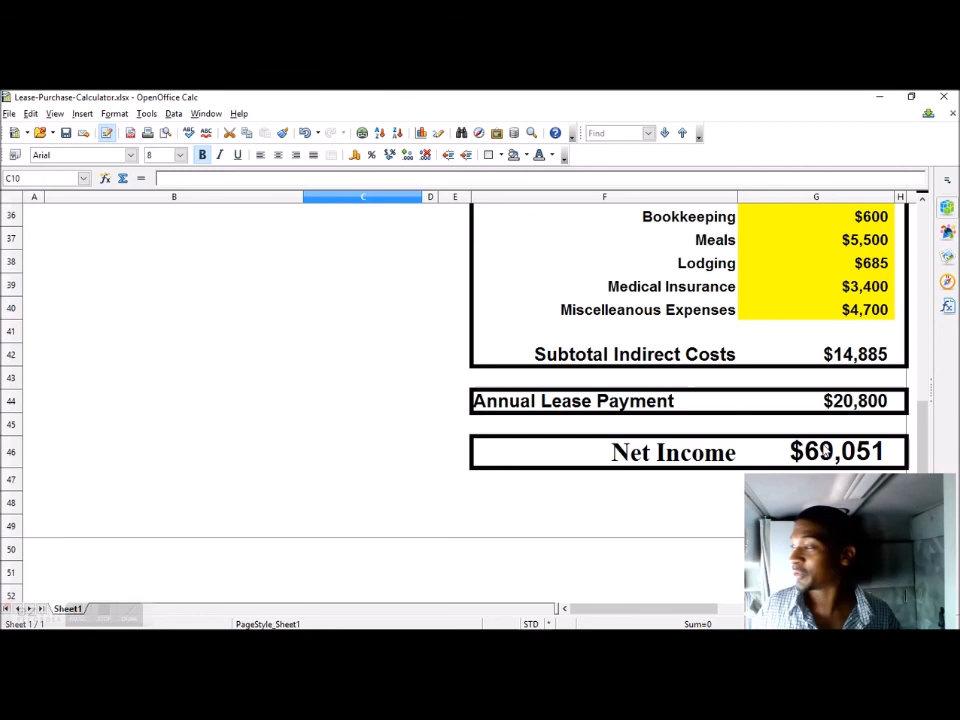 Lease-Purchase-Calculator.xlsx - OpenOffice Calc
File Edit View Insert Format Tools Data Window Help
Find
Arial 8 B I U
C10
A B C D E F G H
36 Bookkeeping $600
37 Meals $5,500
38 Lodging $685
39 Medical Insurance $3,400
40 Miscelleanous Expenses $4,700
41
42 Subtotal Indirect Costs $14,885
43
44 Annual Lease Payment $20,800
45
46 Net Income $69,051
47
48
49
50
51
52
Sheet1
Sheet 1 / 1 PageStyle_Sheet1 STD * Sum=0